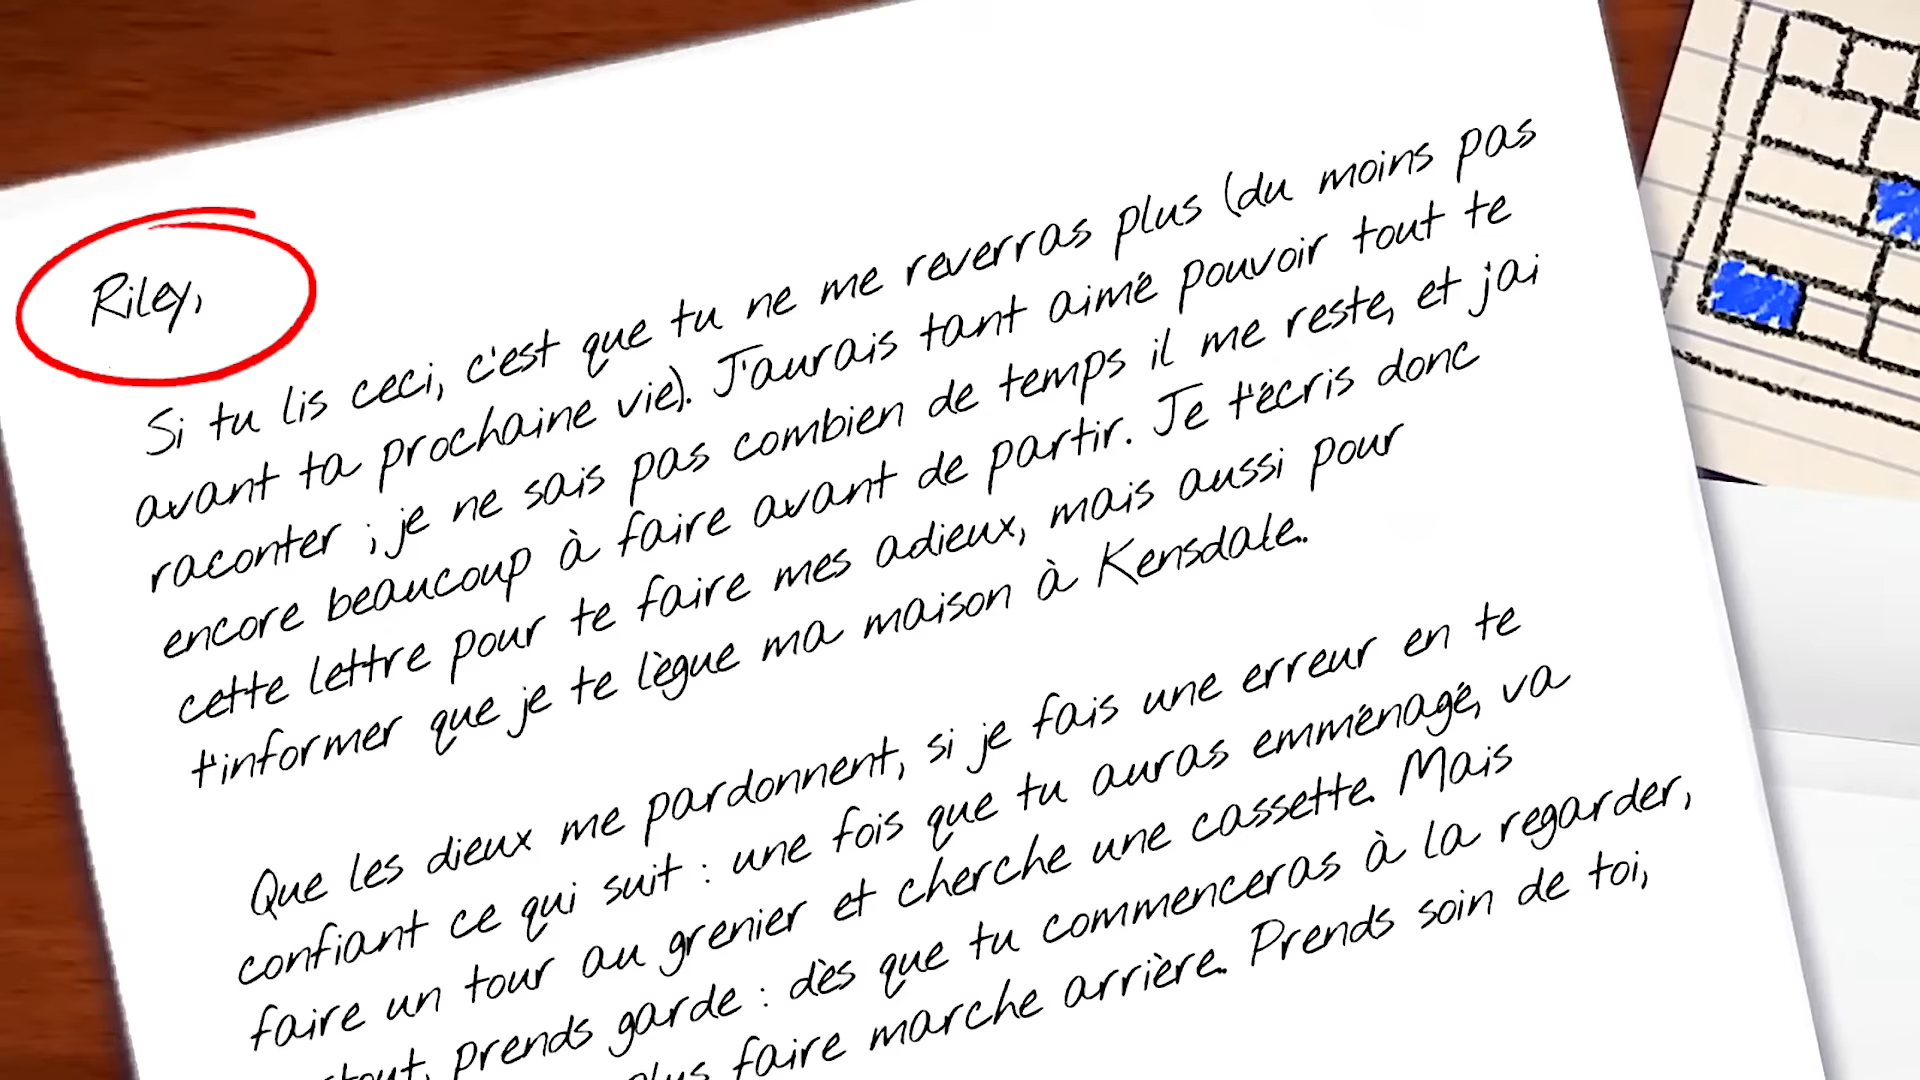 Riley,
Si tu lis ceci, c'est que tu ne me reverras plus (du moins pas
avant ta prochaine vie). J'aurais tant aimé pouvoir tout te
raconter ; je ne sais pas combien de temps il me reste, et j'ai
encore beaucoup à faire avant de partir. Je t'écris donc
cette lettre pour te faire mes adieux, mais aussi pour
t'informer que je te lègue ma maison à Kensdale.
Que les dieux me pardonnent, si je fais une erreur en te
confiant ce qui suit : une fois que tu auras emménagé, va
faire un tour au grenier et cherche une cassette. Mais
prends garde : dès que tu commenceras à la regarder,
plus faire marche arrière. Prends soin de toi,